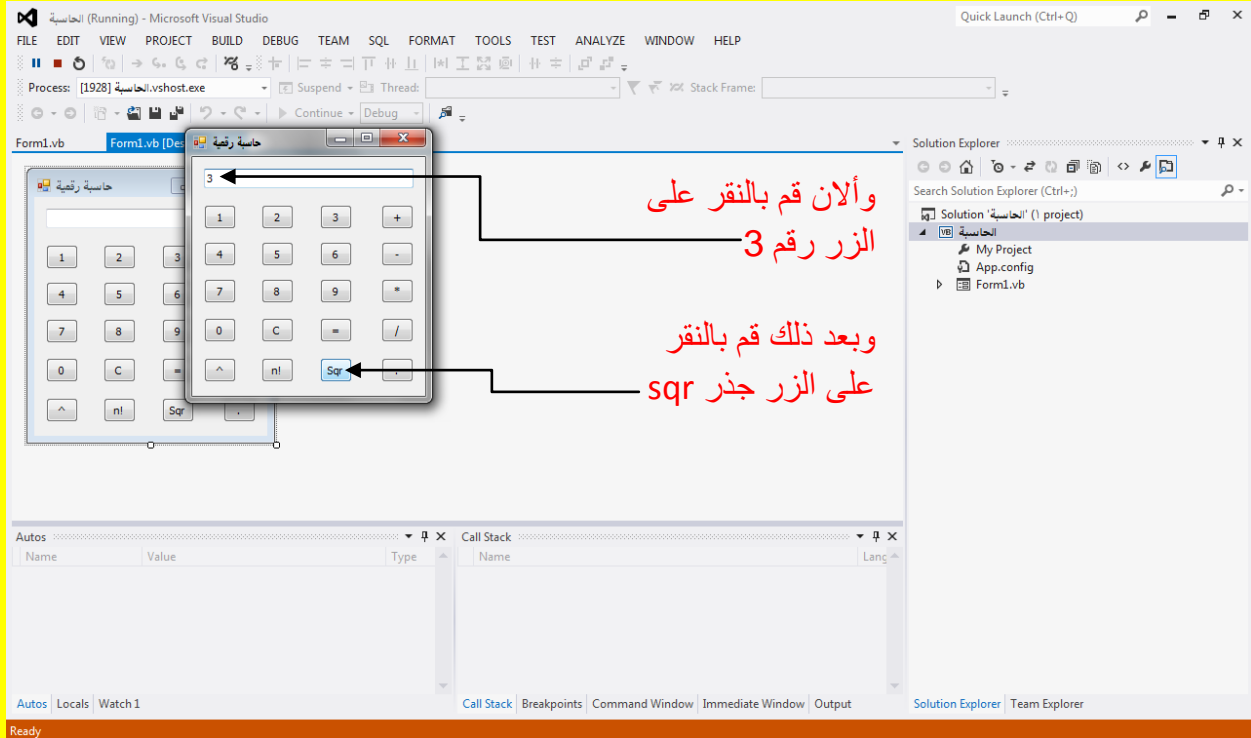 الحاسبة (Running) - Microsoft Visual Studio
Quick Launch (Ctrl+Q)
FILE EDIT VIEW PROJECT BUILD DEBUG TEAM SQL FORMAT TOOLS TEST ANALYZE WINDOW HELP
Process: [1928] الحاسبة.vshost.exe Suspend Thread: Stack Frame:
Continue Debug
Form1.vb Form1.vb [Des
حاسبة رقمية
3
1 2 3 +
4 5 6 -
7 8 9 *
0 C = /
^ n! Sqr .
حاسبة رقمية
1 2 3
4 5 6
7 8 9
0 C =
^ n! Sqr .
وألان قم بالنقر على
الزر رقم 3
وبعد ذلك قم بالنقر
على الزر جذر sqr
Solution Explorer
Search Solution Explorer (Ctrl+;)
Solution 'الحاسبة' (١ project)
الحاسبة
My Project
App.config
Form1.vb
Autos
Name Value Type
Call Stack
Name Lang
Autos Locals Watch 1
Call Stack Breakpoints Command Window Immediate Window Output
Solution Explorer Team Explorer
Ready